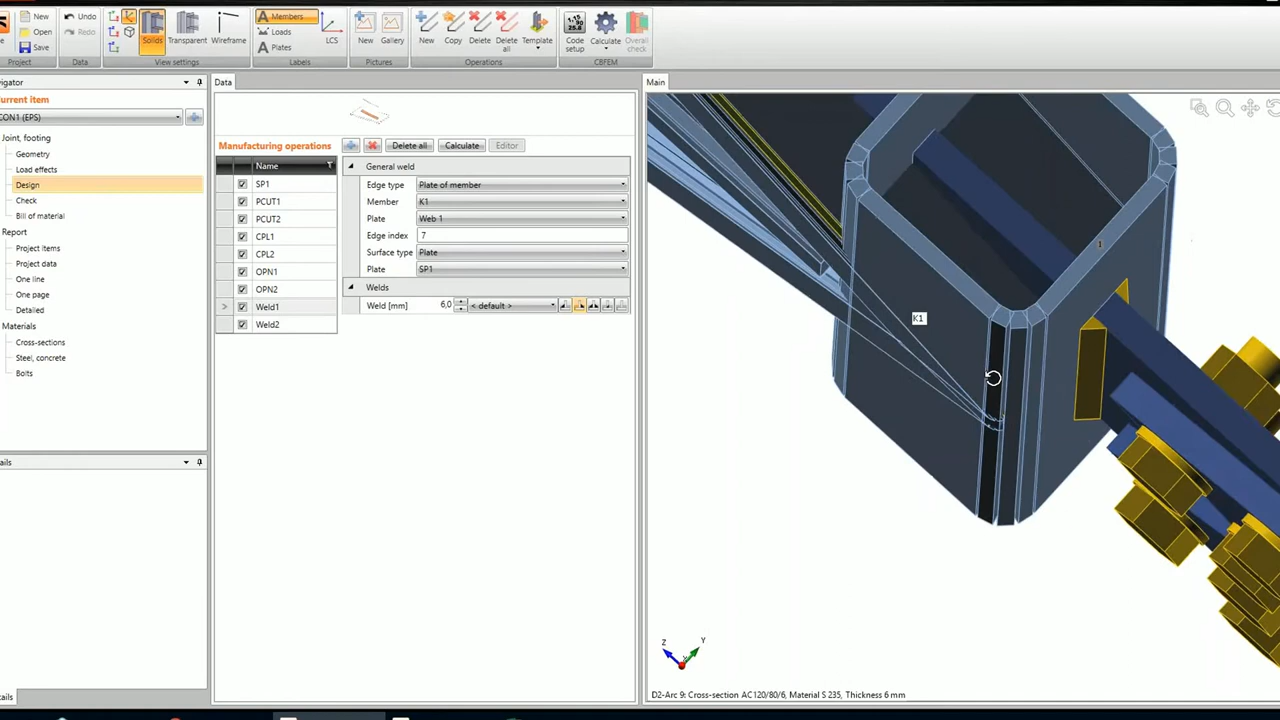 New
Open
Save
Project
Undo
Redo
Data
Solids
Transparent
Wireframe
View settings
Members
Loads
Plates
LCS
Labels
New
Gallery
Pictures
New
Copy
Delete
Delete all
Template
Operations
Code setup
Calculate
Overall check
CBFEM
vigator
Current item
CON1 (EPS)
Joint, footing
Geometry
Load effects
Design
Check
Bill of material
Report
Project items
Project data
One line
One page
Detailed
Materials
Cross-sections
Steel, concrete
Bolts
etails
etails
Data
Manufacturing operations
Delete all
Calculate
Editor
Name
SP1
PCUT1
PCUT2
CPL1
CPL2
OPN1
OPN2
Weld1
Weld2
General weld
Edge type Plate of member
Member K1
Plate Web 1
Edge index 7
Surface type Plate
Plate SP1
Welds
Weld [mm] 6,0 < default >
Main
K1
Z
Y
D2-Arc 9: Cross-section AC120/80/6, Material S 235, Thickness 6 mm